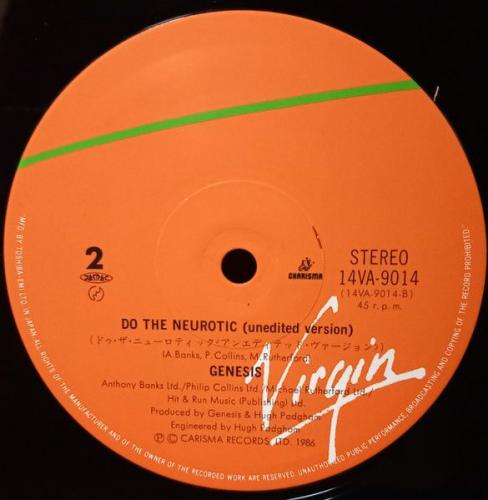 2
JASRAC
CHARISMA
STEREO
14VA-9014
(14VA-9014-B)
45 r.p.m.
DO THE NEUROTIC (unedited version)
(ドゥ・ザ・ニューロティック(アンエディテッド・ヴァージョン))
(A.Banks, P.Collins, M.Rutherford)
GENESIS
Virgin
Anthony Banks Ltd./Philip Collins Ltd./Michael Rutherford Ltd./
Hit & Run Music (Publishing) Ltd.
Produced by Genesis & Hugh Padgham
Engineered by Hugh Padgham
Ⓟ © CARISMA RECORDS LTD. 1986
MFG. BY TOSHIBA EMI LTD. IN JAPAN. ALL RIGHTS OF THE MANUFACTURER AND OF THE OWNER OF THE RECORDED WORK ARE RESERVED. UNAUTHORIZED PUBLIC PERFORMANCE, BROADCASTING AND COPYING OF THE RECORD PROHIBITED.